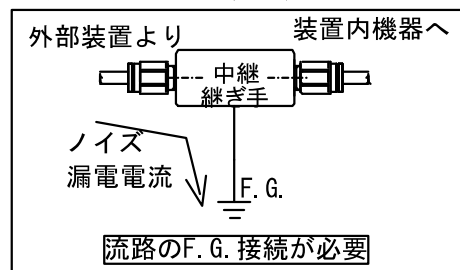 外部装置より
装置内機器へ
中継
継ぎ手
ノイズ
漏電電流
F.G.
流路のF.G.接続が必要